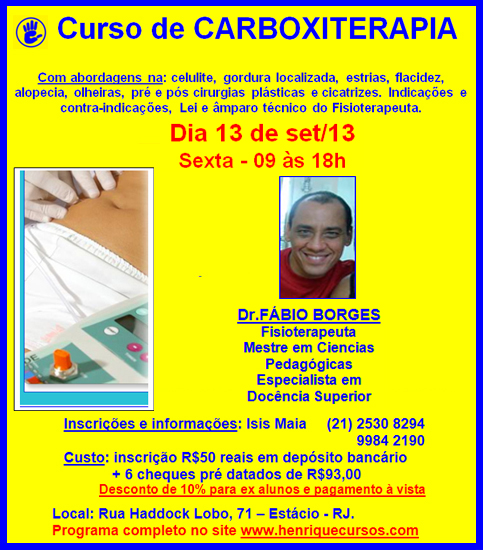 Curso de CARBOXITERAPIA
Com abordagens na: celulite, gordura localizada, estrias, flacidez,
alopecia, olheiras, pré e pós cirurgias plásticas e cicatrizes. Indicações e
contra-indicações, Lei e âmparo técnico do Fisioterapeuta.
Dia 13 de set/13
Sexta - 09 às 18h
Dr.FÁBIO BORGES
Fisioterapeuta
Mestre em Ciencias
Pedagógicas
Especialista em
Docência Superior
Inscrições e informações: Isis Maia (21) 2530 8294
9984 2190
Custo: inscrição R$50 reais em depósito bancário
+ 6 cheques pré datados de R$93,00
Desconto de 10% para ex alunos e pagamento à vista
Local: Rua Haddock Lobo, 71 – Estácio - RJ.
Programa completo no site www.henriquecursos.com